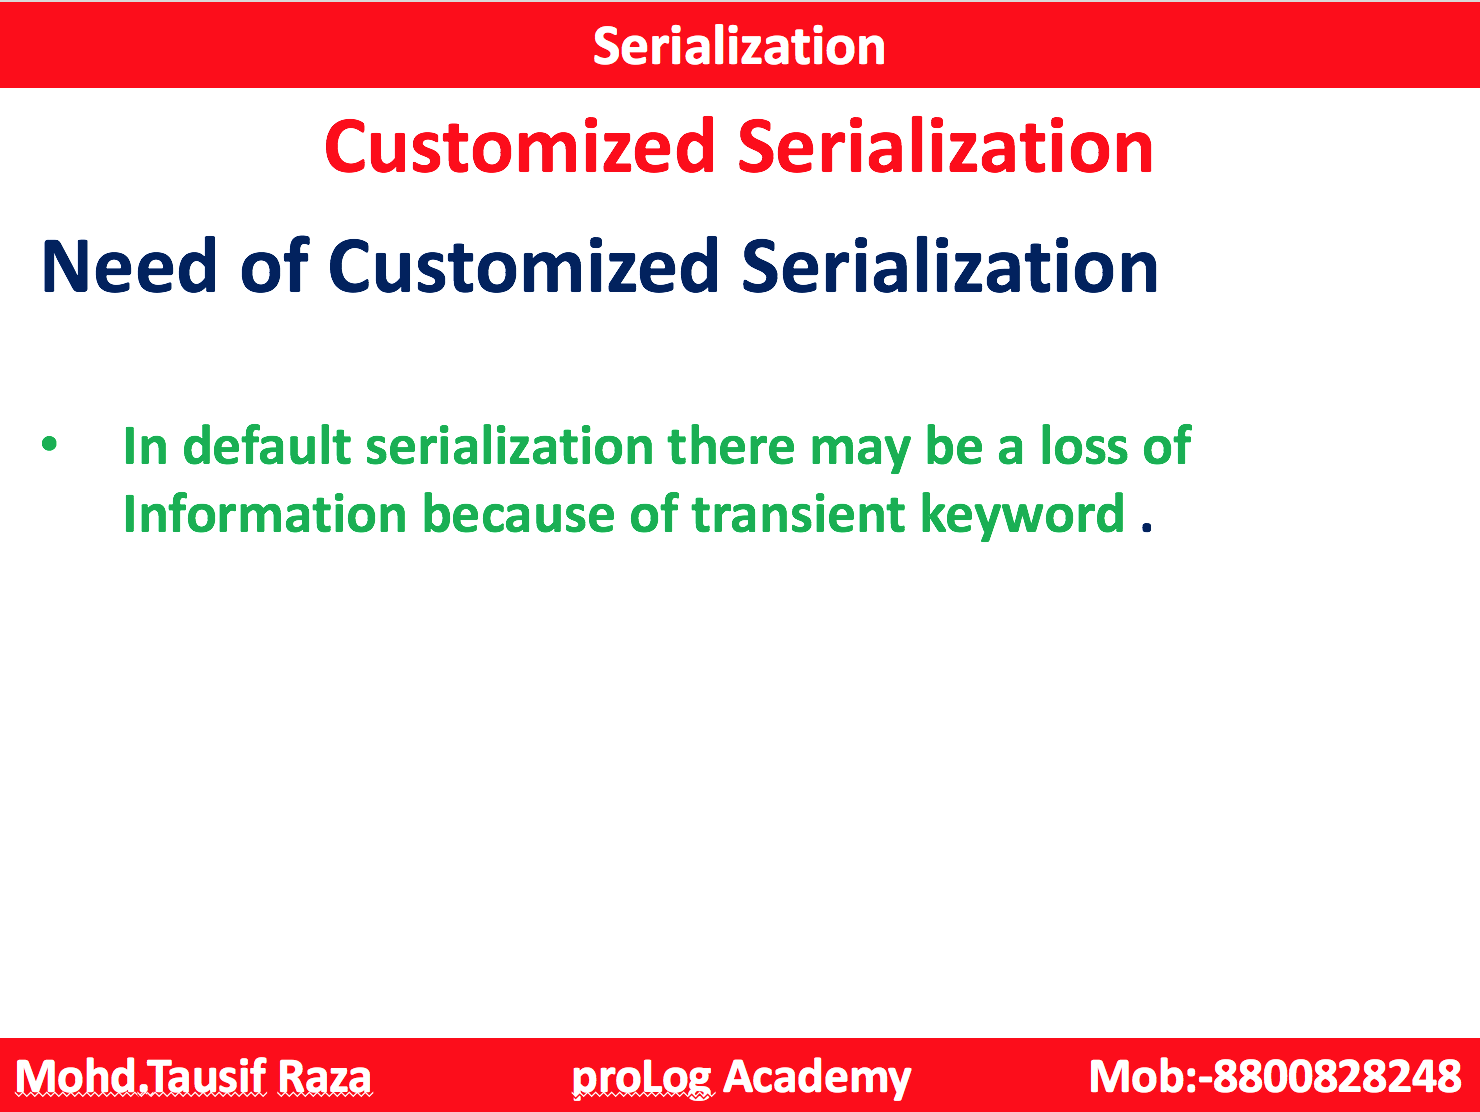 Serialization
Customized Serialization
Need of Customized Serialization
• In default serialization there may be a loss of
Information because of transient keyword .
Mohd.Tausif Raza proLog Academy Mob:-8800828248